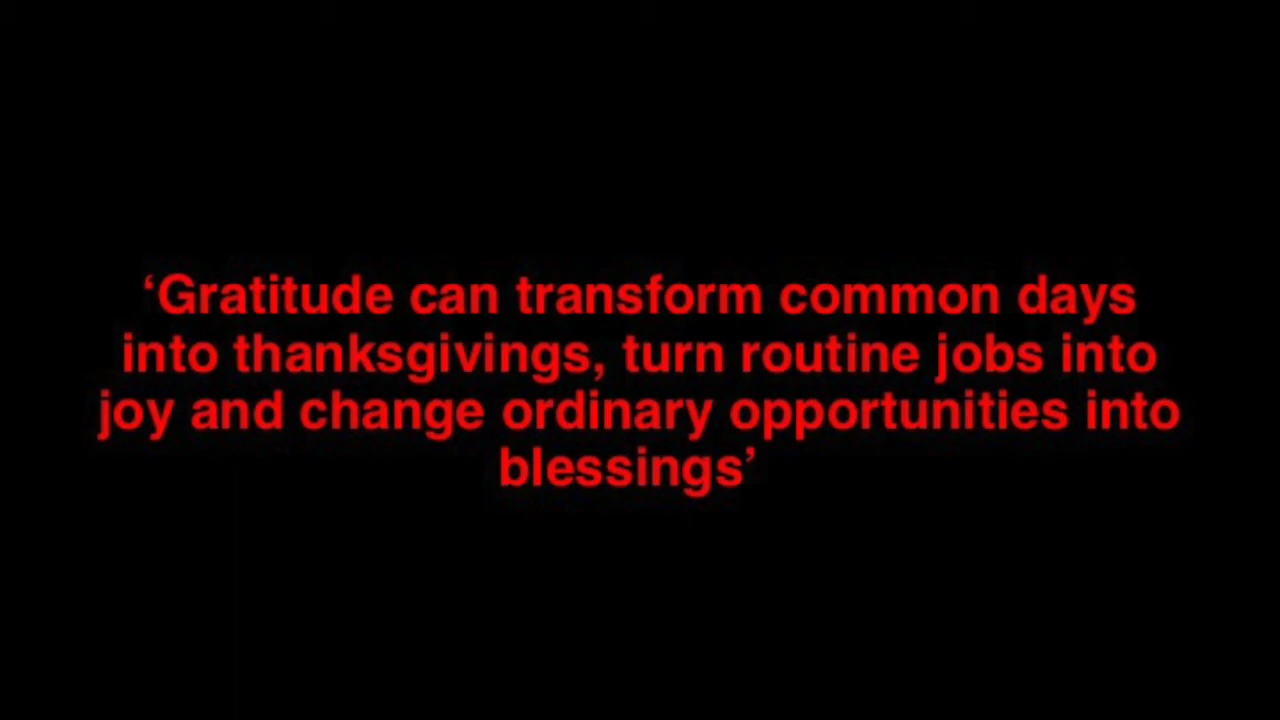 ‘Gratitude can transform common days
into thanksgivings, turn routine jobs into
joy and change ordinary opportunities into
blessings’